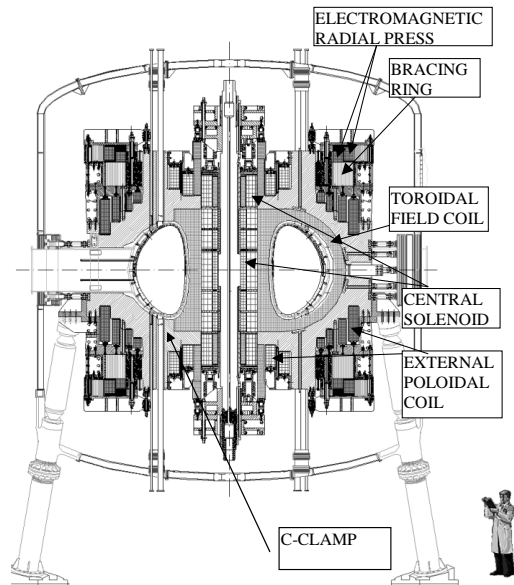 ELECTROMAGNETIC
RADIAL PRESS
BRACING
RING
TOROIDAL
FIELD COIL
CENTRAL
SOLENOID
EXTERNAL
POLOIDAL
COIL
C-CLAMP